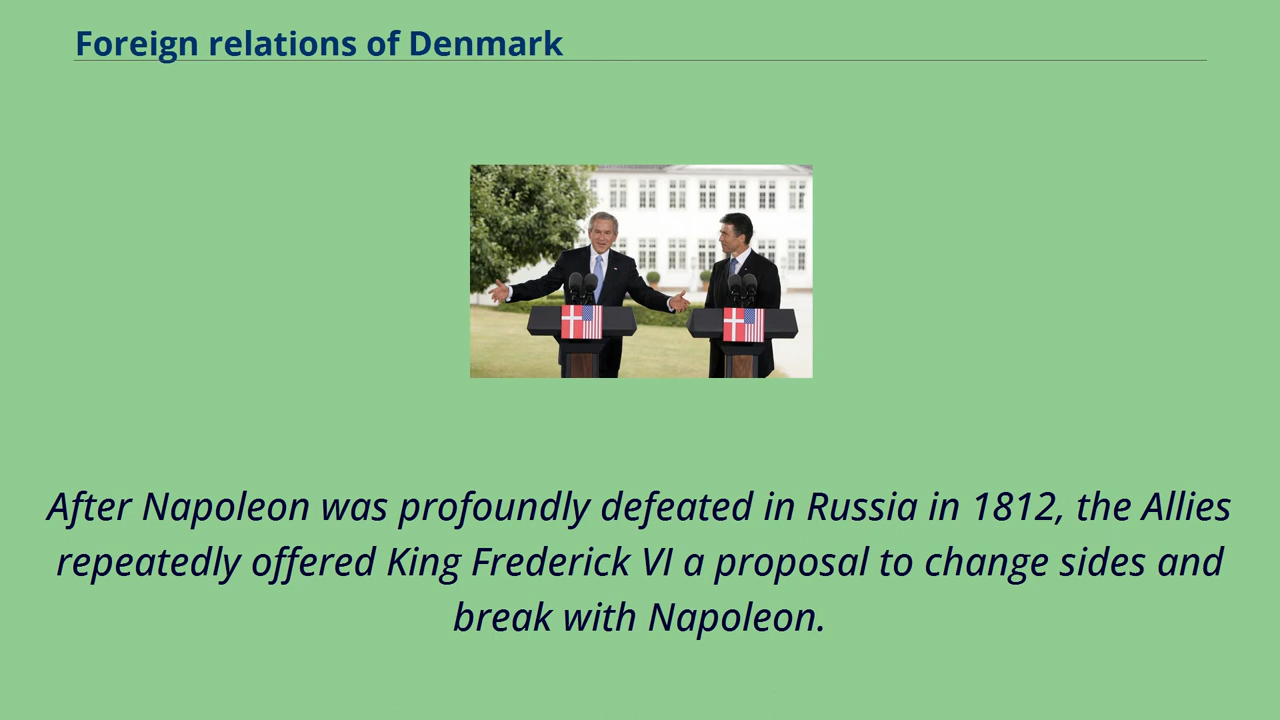 Foreign relations of Denmark
After Napoleon was profoundly defeated in Russia in 1812, the Allies
repeatedly offered King Frederick VI a proposal to change sides and
break with Napoleon.